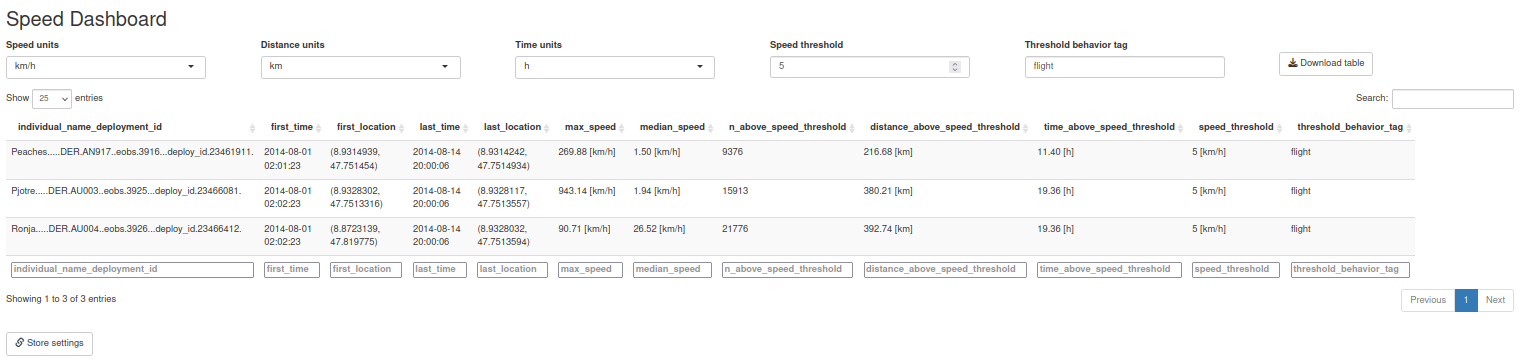 Speed Dashboard
Speed units Distance units Time units Speed threshold Threshold behavior tag
km/h km h 5 flight Download table
Show 25 entries Search:
individual_name_deployment_id first_time first_location last_time last_location max_speed median_speed n_above_speed_threshold distance_above_speed_threshold time_above_speed_threshold speed_threshold threshold_behavior_tag
Peaches.....DER.AN917..eobs.3916...deploy_id.23461911. 2014-08-01 (8.9314939, 2014-08-14 (8.9314242, 269.88 [km/h] 1.50 [km/h] 9376 216.68 [km] 11.40 [h] 5 [km/h] flight
02:01:23 47.751454) 20:00:06 47.7514934)
Pjotre.....DER.AU003..eobs.3925...deploy_id.23466081. 2014-08-01 (8.9328302, 2014-08-14 (8.9328117, 943.14 [km/h] 1.94 [km/h] 15913 380.21 [km] 19.36 [h] 5 [km/h] flight
02:02:23 47.7513316) 20:00:06 47.7513557)
Ronja.....DER.AU004..eobs.3926...deploy_id.23466412. 2014-08-01 (8.8723139, 2014-08-14 (8.9328032, 90.71 [km/h] 26.52 [km/h] 21776 392.74 [km] 19.36 [h] 5 [km/h] flight
02:02:23 47.819775) 20:00:06 47.7513594)
individual_name_deployment_id first_time first_location last_time last_location max_speed median_speed n_above_speed_threshold distance_above_speed_threshold time_above_speed_threshold speed_threshold threshold_behavior_tag
Showing 1 to 3 of 3 entries Previous 1 Next
Store settings